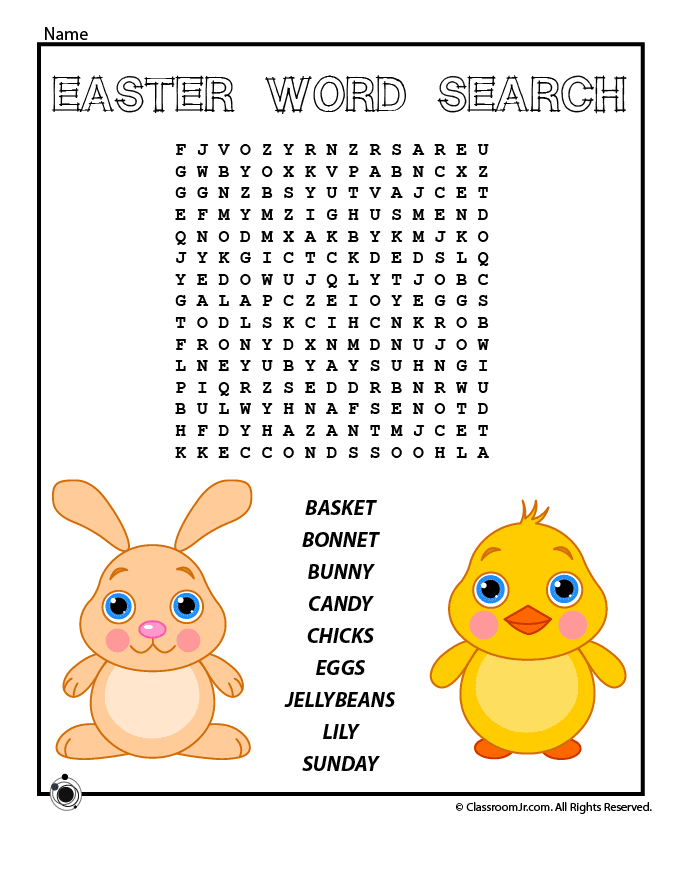 Name
EASTER WORD SEARCH
F J V O Z Y R N Z R S A R E U
G W B Y O X K V P A B N C X Z
G G N Z B S Y U T V A J C E T
E F M Y M Z I G H U S M E N D
Q N O D M X A K B Y K M J K O
J Y K G I C T C K D E D S L Q
Y E D O W U J Q L Y T J O B C
G A L A P C Z E I O Y E G G S
T O D L S K C I H C N K R O B
F R O N Y D X N M D N U J O W
L N E Y U B Y A Y S U H N G I
P I Q R Z S E D D R B N R W U
B U L W Y H N A F S E N O T D
H F D Y H A Z A N T M J C E T
K K E C C O N D S S O O H L A
BASKET
BONNET
BUNNY
CANDY
CHICKS
EGGS
JELLYBEANS
LILY
SUNDAY
© ClassroomJr.com. All Rights Reserved.